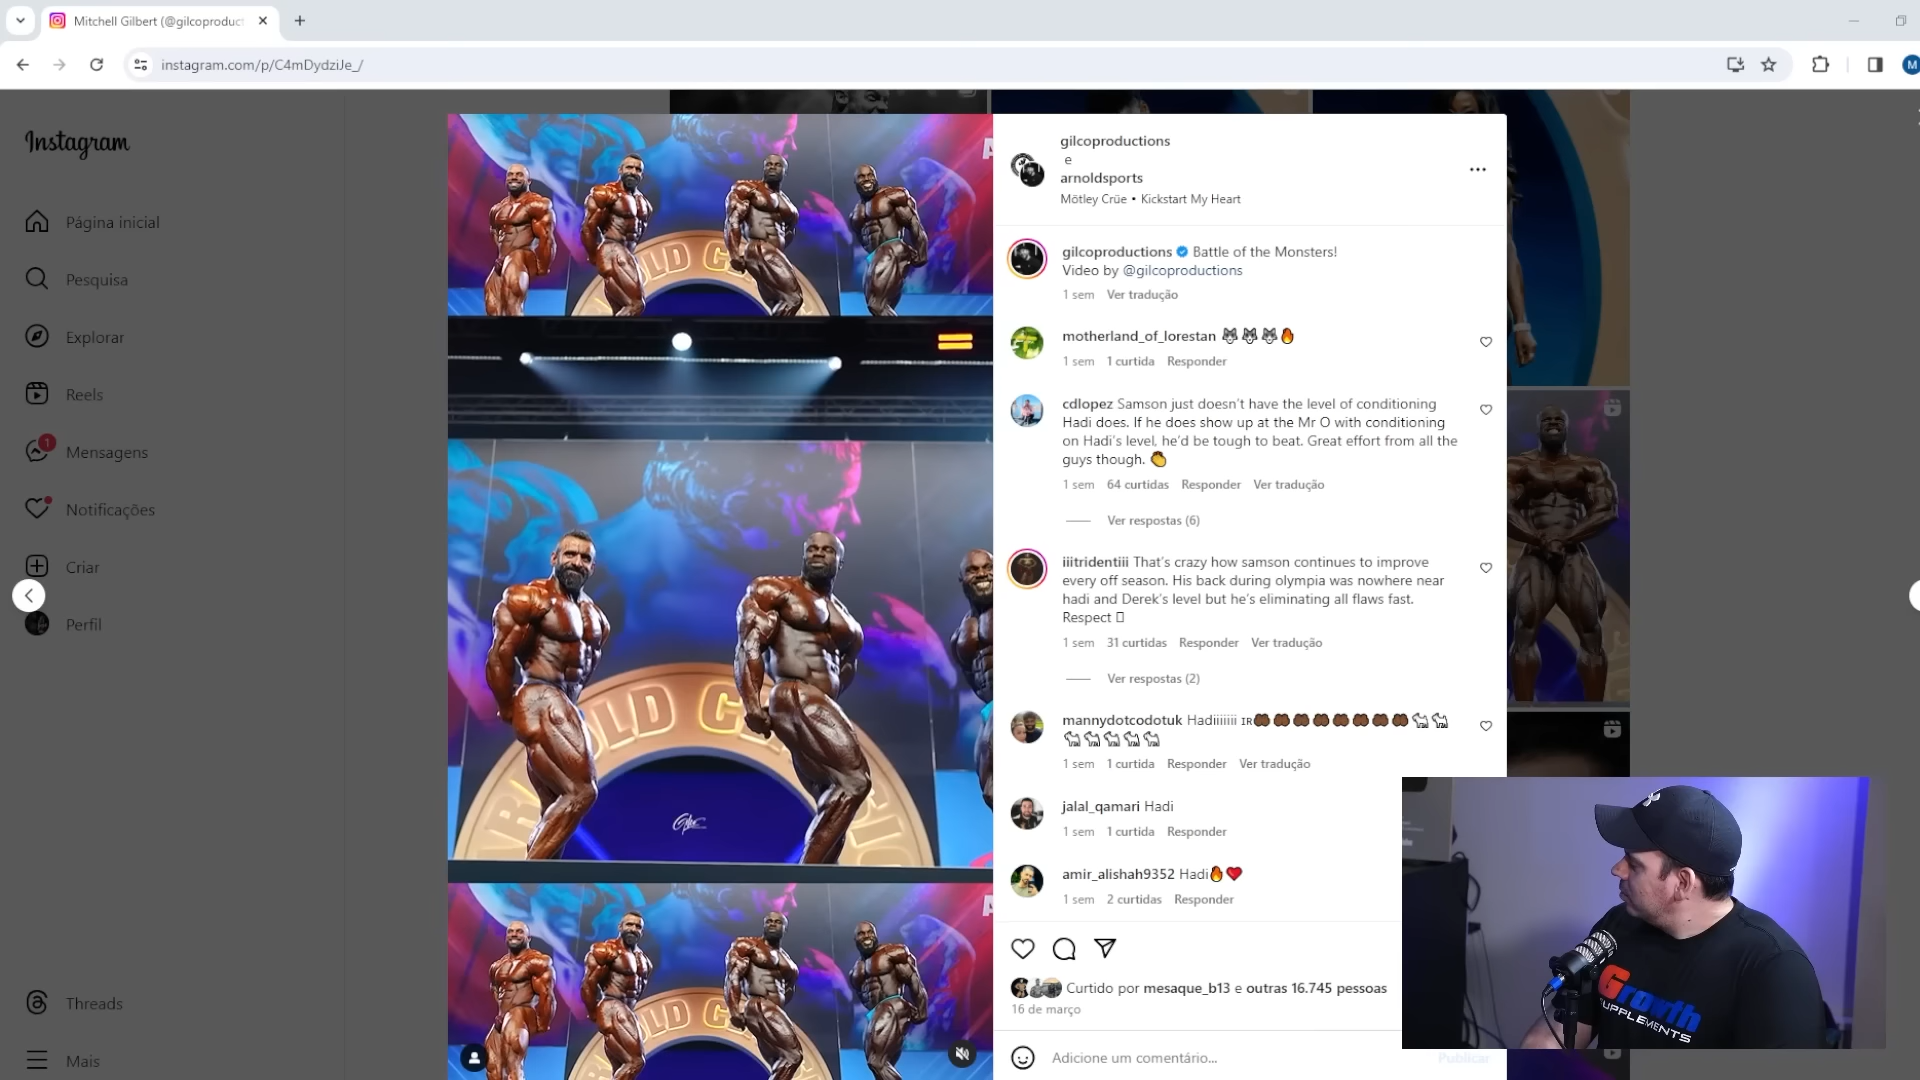 Mitchell Gilbert (@gilcoproduct
instagram.com/p/C4mDydziJe_/
M
Instagram
Página inicial
Pesquisa
Explorar
Reels
1
Mensagens
Notificações
Criar
Perfil
Threads
Mais
gilcoproductions
e
arnoldsports
Mötley Crüe • Kickstart My Heart
gilcoproductions Battle of the Monsters!
Video by @gilcoproductions
1 sem Ver tradução
motherland_of_lorestan 🐺🐺🐺🔥
1 sem 1 curtida Responder
cdlopez Samson just doesn't have the level of conditioning
Hadi does. If he does show up at the Mr O with conditioning
on Hadi's level, he'd be tough to beat. Great effort from all the
guys though. 👏
1 sem 64 curtidas Responder Ver tradução
Ver respostas (6)
iiitridentiii That's crazy how samson continues to improve
every off season. His back during olympia was nowhere near
hadi and Derek's level but he's eliminating all flaws fast.
Respect
1 sem 31 curtidas Responder Ver tradução
Ver respostas (2)
mannydotcodotuk Hadiiiiiii IR
1 sem 1 curtida Responder Ver tradução
jalal_qamari Hadi
1 sem 1 curtida Responder
amir_alishah9352 Hadi🔥❤️
1 sem 2 curtidas Responder
Curtido por mesaque_b13 e outras 16.745 pessoas
16 de março
Adicione um comentário...
Publicar
Growth
SUPPLEMENTS